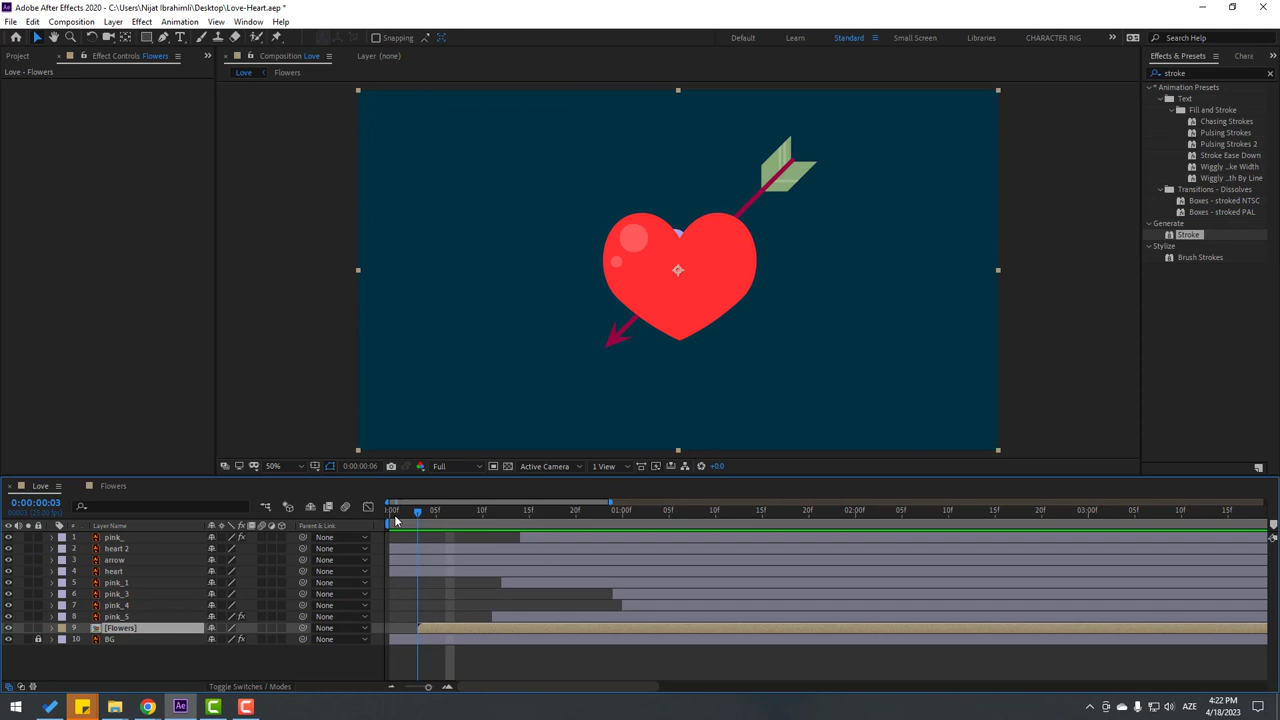 Adobe After Effects 2020 - C:\Users\Nijat Ibrahimli\Desktop\Love-Heart.aep *
File Edit Composition Layer Effect Animation View Window Help
Snapping Default Learn Standard Small Screen Libraries CHARACTER RIG Search Help
Project Effect Controls Flowers Composition Love Layer (none) Effects & Presets
Love • Flowers Love Flowers stroke
* Animation Presets
Text
Fill and Stroke
Chasing Strokes
Pulsing Strokes
Pulsing Strokes 2
Stroke Ease Down
Wiggly ...ke Width
Wiggly ...th By Line
Transitions - Dissolves
Boxes - stroked NTSC
Boxes - stroked PAL
Generate
Stroke
Stylize
Brush Strokes
50% 0:00:00:06 Full Active Camera 1 View +0.0
Love Flowers
0:00:00:03
00003 (25.00 fps)
:00f 05f 10f 15f 20f 01:00f 05f 10f 15f 20f 02:00f 05f 10f 15f
# Layer Name Parent & Link
1 pink_ None
2 heart 2 None
3 arrow None
4 heart None
5 pink_1 None
6 pink_3 None
7 pink_4 None
8 pink_5 None
9 [Flowers] None
10 BG None
Toggle Switches / Modes
Ae AZE 4:22 PM
4/18/2023